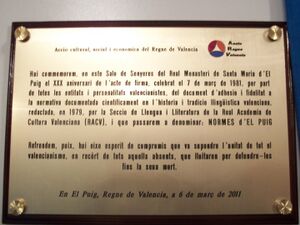 Accio cultural, social i economica del Regne de Valencia
Accio
Regne
Valencia
Hui commemorem, en este Salo de Senyeres del Real Monasteri de Santa Maria d'El
Puig el XXX aniversari de l'acte de firma, celebrat el 7 de març de 1981, per part
de totes les entitats i personalitats valencianistes, del document d'athesio i fidelitat a
la normativa documentada cientificament en l'historia i tradicio llingüistica valenciana,
redactada, en 1979, per la Seccio de Llengua i Lliteratura de la Real Academia de
Cultura Valenciana (RACV), i que passarem a denominar: NORMES d'EL PUIG
Refrendem, puix, hui eixe esperit de compromis que va supondre l'unitat de tot el
valencianisme, en recòrt de tots aquells absents, que lluitaren per defendre-les
fins la seua mort.
En El Puig, Regne de Valencia, a 6 de març de 2011